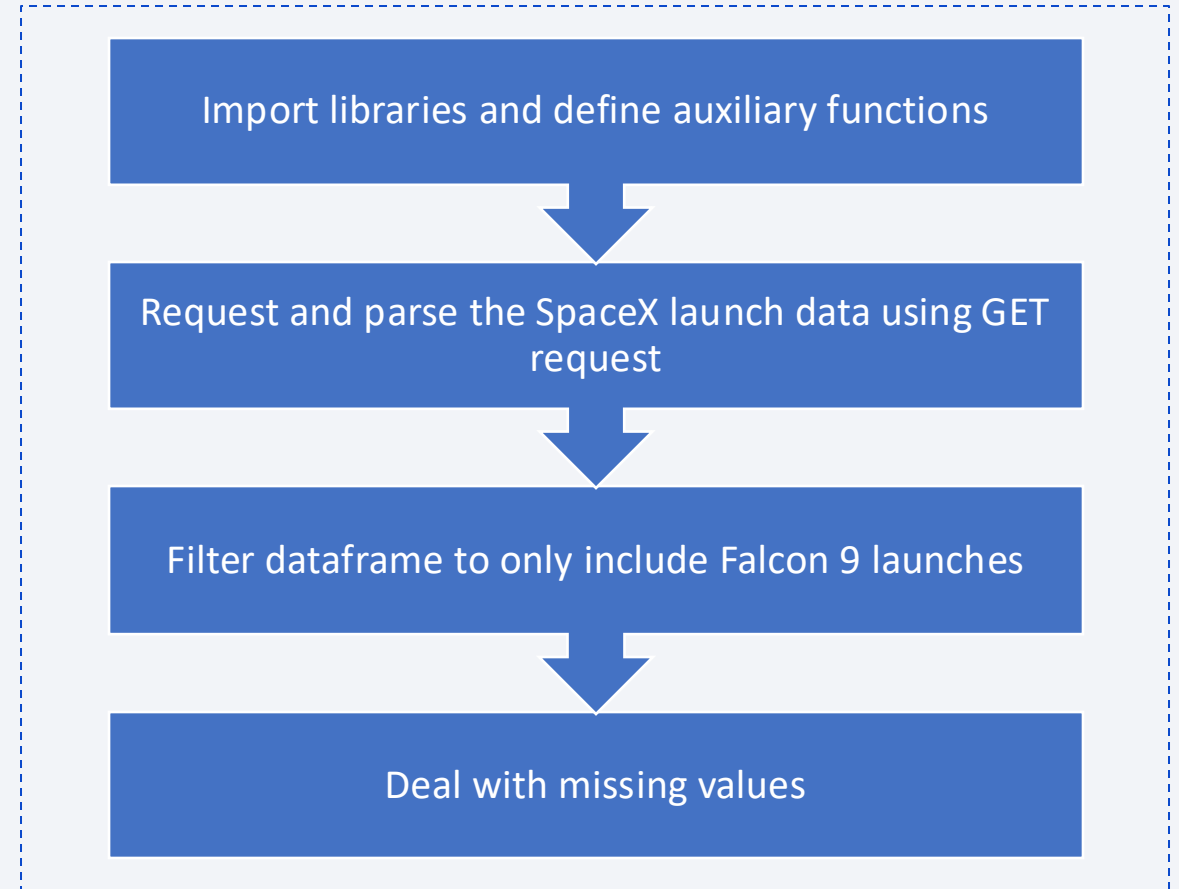 Import libraries and define auxiliary functions
Request and parse the SpaceX launch data using GET
request
Filter dataframe to only include Falcon 9 launches
Deal with missing values